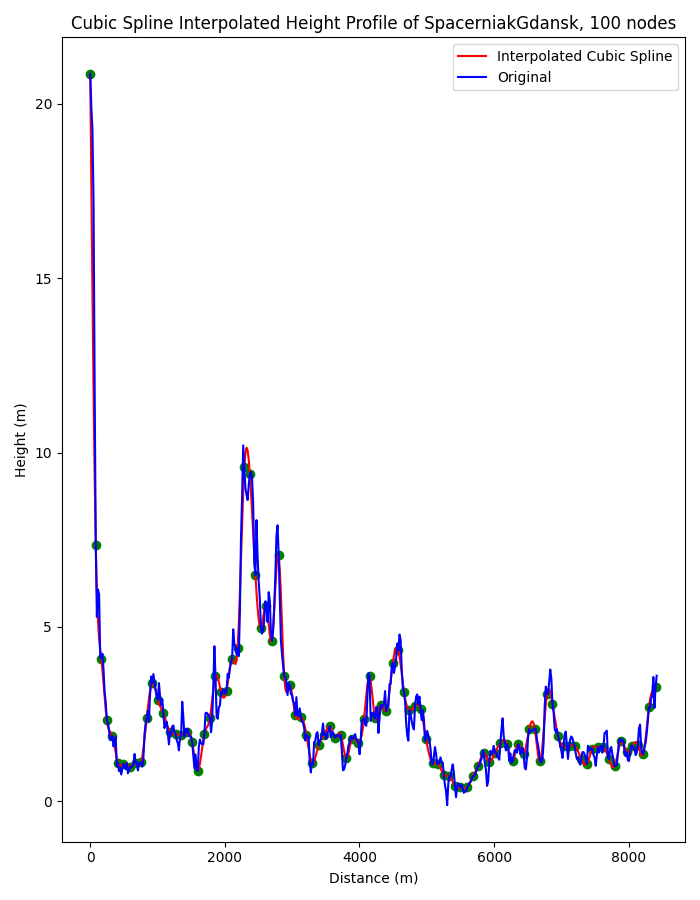 Cubic Spline Interpolated Height Profile of SpacerniakGdansk, 100 nodes
Interpolated Cubic Spline
Original
20
15
10
5
0
Height (m)
0 2000 4000 6000 8000
Distance (m)